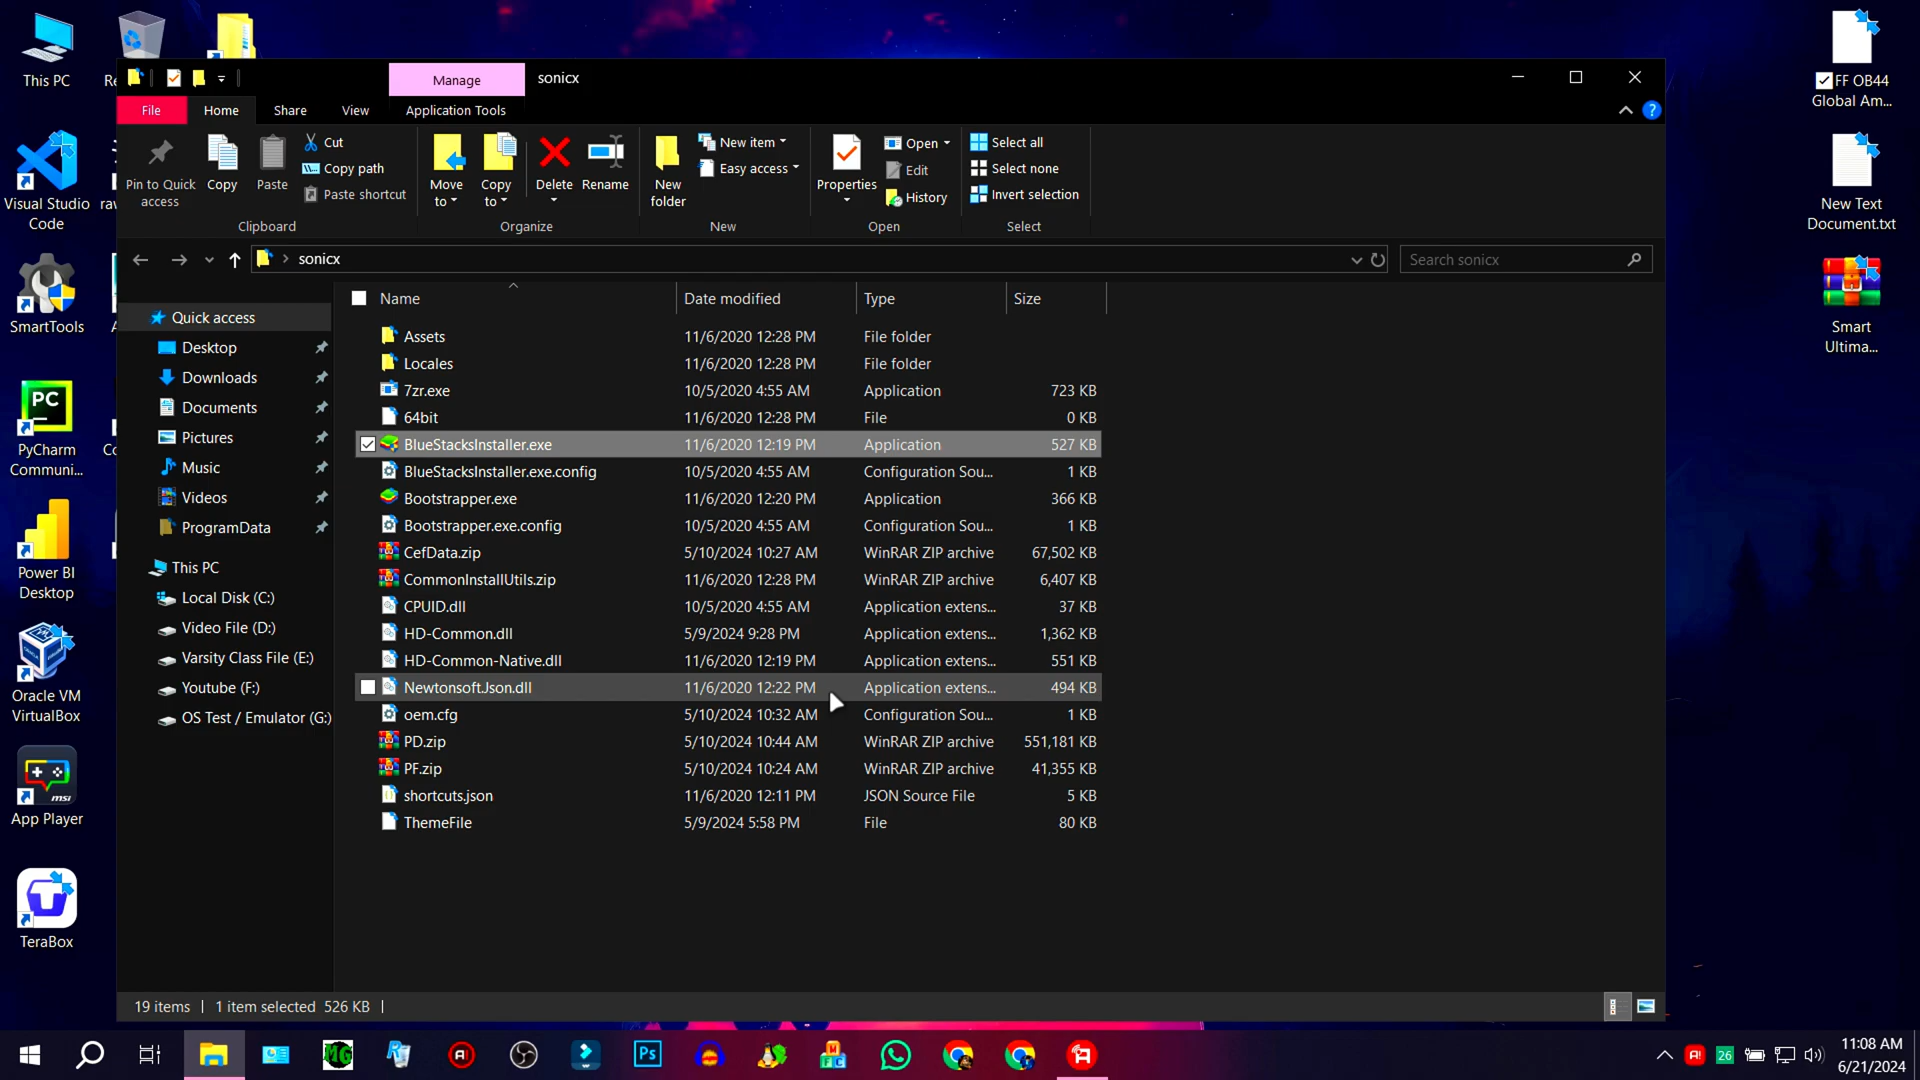 This PC
Manage
sonicx
File
Home
Share
View
Application Tools
Pin to Quick
access
Copy
Paste
Cut
Copy path
Paste shortcut
Clipboard
Move
to
Copy
to
Delete
Rename
Organize
New
folder
New item
Easy access
New
Properties
Open
Edit
History
Open
Select all
Select none
Invert selection
Select
sonicx
Search sonicx
Name
Date modified
Type
Size
Assets 11/6/2020 12:28 PM File folder
Locales 11/6/2020 12:28 PM File folder
7zr.exe 10/5/2020 4:55 AM Application 723 KB
64bit 11/6/2020 12:28 PM File 0 KB
BlueStacksInstaller.exe 11/6/2020 12:19 PM Application 527 KB
BlueStacksInstaller.exe.config 10/5/2020 4:55 AM Configuration Sou... 1 KB
Bootstrapper.exe 11/6/2020 12:20 PM Application 366 KB
Bootstrapper.exe.config 10/5/2020 4:55 AM Configuration Sou... 1 KB
CefData.zip 5/10/2024 10:27 AM WinRAR ZIP archive 67,502 KB
CommonInstallUtils.zip 11/6/2020 12:28 PM WinRAR ZIP archive 6,407 KB
CPUID.dll 10/5/2020 4:55 AM Application extens... 37 KB
HD-Common.dll 5/9/2024 9:28 PM Application extens... 1,362 KB
HD-Common-Native.dll 11/6/2020 12:19 PM Application extens... 551 KB
Newtonsoft.Json.dll 11/6/2020 12:22 PM Application extens... 494 KB
oem.cfg 5/10/2024 10:32 AM Configuration Sou... 1 KB
PD.zip 5/10/2024 10:44 AM WinRAR ZIP archive 551,181 KB
PF.zip 5/10/2024 10:24 AM WinRAR ZIP archive 41,355 KB
shortcuts.json 11/6/2020 12:11 PM JSON Source File 5 KB
ThemeFile 5/9/2024 5:58 PM File 80 KB
Quick access
Desktop
Downloads
Documents
Pictures
Music
Videos
ProgramData
This PC
Local Disk (C:)
Video File (D:)
Varsity Class File (E:)
Youtube (F:)
OS Test / Emulator (G:)
19 items
1 item selected 526 KB
Visual Studio
Code
SmartTools
PC
PyCharm
Communi...
Power BI
Desktop
Oracle VM
VirtualBox
msi
App Player
TeraBox
FF OB44
Global Am...
New Text
Document.txt
Smart
Ultima...
MG
Ps
26
11:08 AM
6/21/2024